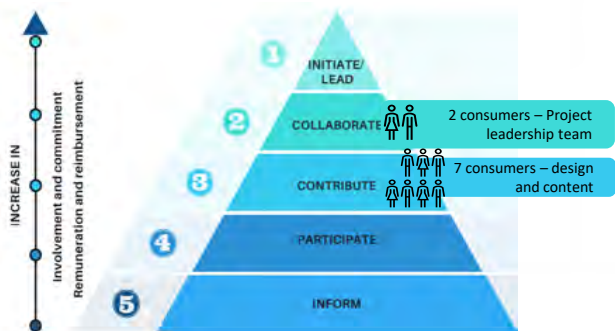 INCREASE IN
Involvement and commitment
Remuneration and reimbursement
1
INITIATE/
LEAD
2
COLLABORATE
2 consumers – Project
leadership team
3
CONTRIBUTE
7 consumers – design
and content
4
PARTICIPATE
5
INFORM